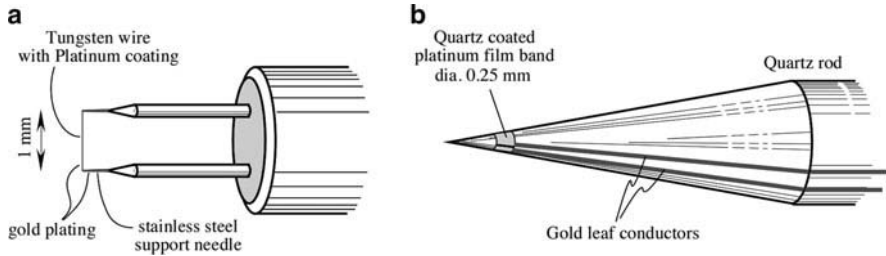 a
Tungsten wire
with Platinum coating
1 mm
gold plating
stainless steel
support needle
b
Quartz coated
platinum film band
dia. 0.25 mm
Quartz rod
Gold leaf conductors